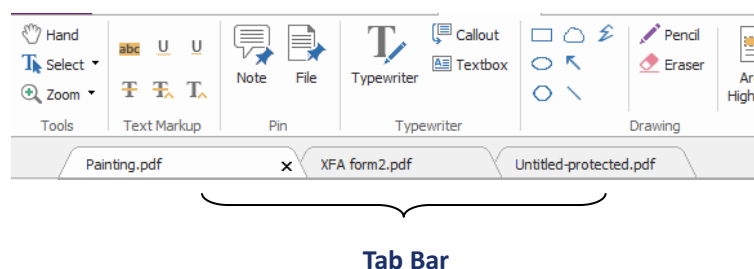 Hand
Select
Zoom
Tools
abc U U
T T T
Text Markup
Note
File
Pin
T
Typewriter
Callout
Textbox
Typewriter
Pencil
Eraser
Drawing
Ar
High
Painting.pdf x
XFA form2.pdf
Untitled-protected.pdf
Tab Bar